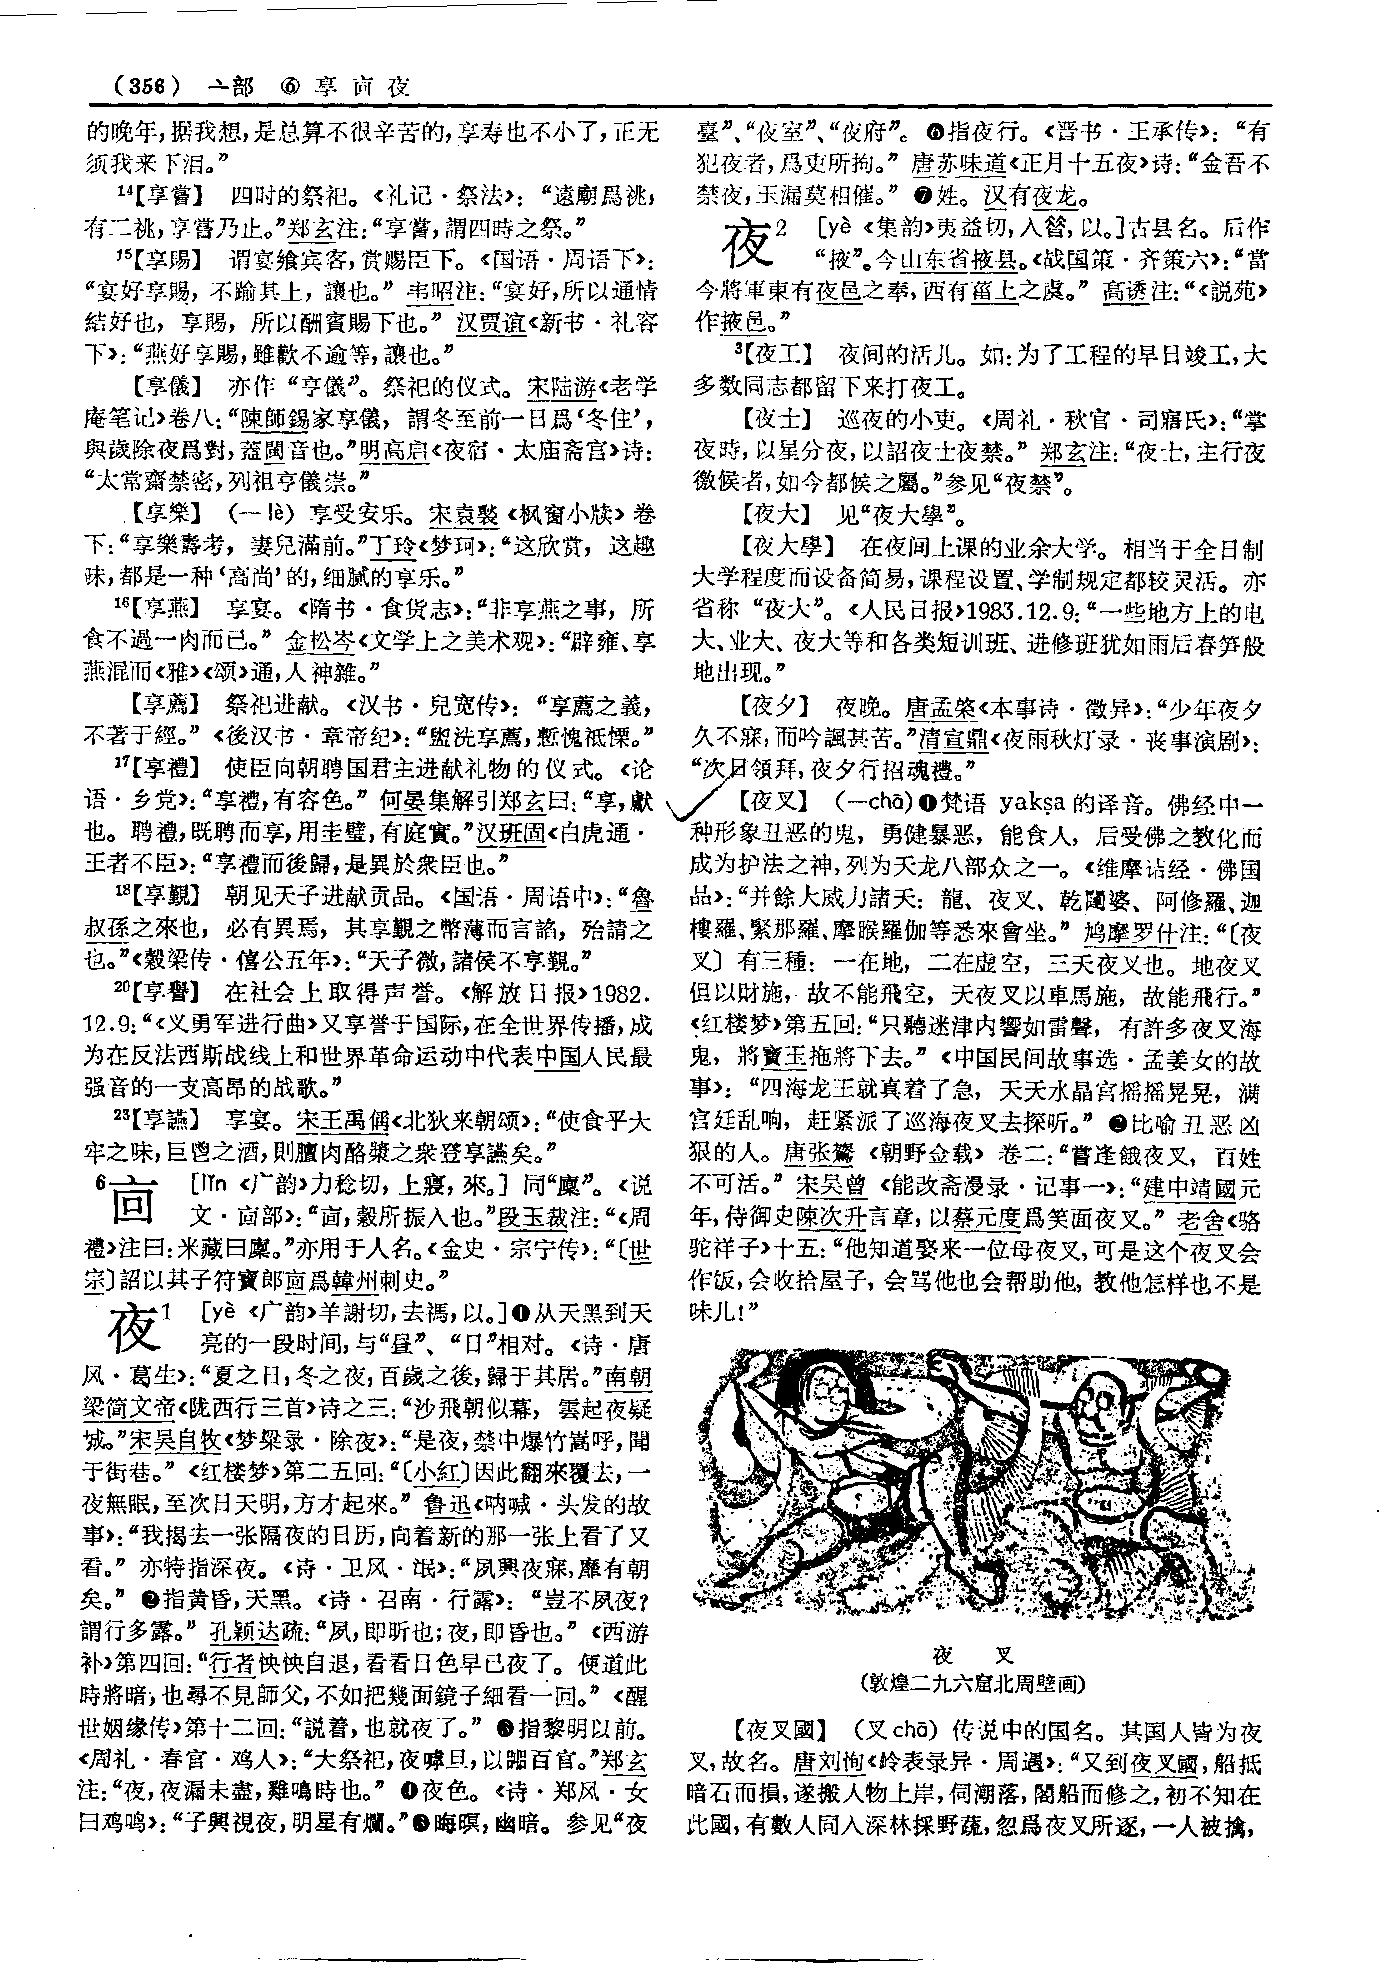 （356） 亠部 ⑥ 享㐭夜
的晚年，据我想，是总算不很辛苦的，享寿也不小了，正无
须我来下泪。”
14【享嘗】 四时的祭祀。《礼记·祭法》：“遠廟爲祧，
有二祧，享嘗乃止。”郑玄注：“享嘗，謂四時之祭。”
15【享賜】 谓宴飨宾客，赏赐臣下。《国语·周语下》：
“宴好享賜，不踰其上，讓也。” 韦昭注：“宴好，所以通情
結好也，享賜，所以酬賓賜下也。” 汉贾谊《新书·礼容
下》：“燕好享賜，雖歡不逾等，讓也。”
【享儀】 亦作“亨儀”。祭祀的仪式。宋陆游《老学
庵笔记》卷八：“陳師錫家享儀，謂冬至前一日爲‘冬住’，
與歲除夜爲對，蓋閩音也。”明高启《夜宿·太庙斋宫》诗：
“太常齋禁密，列祖亨儀崇。”
【享樂】 （—lè）享受安乐。宋袁褧《枫窗小牍》卷
下：“享樂壽考，妻兒滿前。”丁玲《梦珂》：“这欣赏，这趣
味，都是一种‘高尚’的，细腻的享乐。”
16【享燕】 享宴。《隋书·食货志》：“非享燕之事，所
食不過一肉而已。” 金松岑《文学上之美术观》：“辟雍、享
燕混而《雅》《颂》通，人神雜。”
【享薦】 祭祀进献。《汉书·兒宽传》：“享薦之義，
不著于經。”《後汉书·章帝纪》：“盥洗享薦，慙愧祗慄。”
17【享禮】 使臣向朝聘国君主进献礼物的仪式。《论
语·乡党》：“享禮，有容色。” 何晏集解引郑玄曰：“享，獻
也。聘禮，既聘而享，用圭璧，有庭實。”汉班固《白虎通·
王者不臣》：“享禮而後歸，是異於衆臣也。”
18【享覲】 朝见天子进献贡品。《国语·周语中》：“魯
叔孫之來也，必有異焉，其享覲之幣薄而言諂，殆請之
也。”《榖梁传·僖公五年》：“天子微，諸侯不享覲。”
20【享譽】 在社会上取得声誉。《解放日报》1982.
12.9：“《义勇军进行曲》又享誉于国际，在全世界传播，成
为在反法西斯战线上和世界革命运动中代表中国人民最
强音的一支高昂的战歌。”
23【享讌】 享宴。宋王禹偁《北狄来朝颂》：“使食乎大
牢之味，巨鬯之酒，則膻肉酪漿之衆登享讌矣。”
6㐭 [lǐn《广韵》力稔切，上寝，來。] 同“廩”。《说
文·㐭部》：“㐭，穀所振入也。”段玉裁注：“《周
禮》注曰：米藏曰廩。”亦用于人名。《金史·宗宁传》：“〔世
宗〕詔以其子符寶郎㐭爲韓州刺史。”
夜1 [yè《广韵》羊謝切，去禡，以。]❶从天黑到天
亮的一段时间，与“昼”、“日”相对。《诗·唐
风·葛生》：“夏之日，冬之夜，百歲之後，歸于其居。”南朝
梁简文帝《陇西行三首》诗之三：“沙飛朝似幕，雲起夜疑
城。”宋吴自牧《梦粱录·除夜》：“是夜，禁中爆竹嵩呼，聞
于街巷。”《红楼梦》第二五回：“〔小紅〕因此翻來覆去，一
夜無眠，至次日天明，方才起來。” 鲁迅《呐喊·头发的故
事》：“我揭去一张隔夜的日历，向着新的那一张上看了又
看。” 亦特指深夜。《诗·卫风·氓》：“夙興夜寐，靡有朝
矣。” ❷指黄昏，天黑。《诗·召南·行露》：“豈不夙夜？
謂行多露。” 孔颖达疏：“夙，即昕也；夜，即昏也。”《西游
补》第四回：“行者怏怏自退，看看日色早已夜了。便道此
時將暗，也尋不見師父，不如把幾面鏡子細看一回。”《醒
世姻缘传》第十二回：“説着，也就夜了。” ❸指黎明以前。
《周礼·春官·鸡人》：“大祭祀，夜嘑旦，以嘂百官。”郑玄
注：“夜，夜漏未盡，雞鳴時也。” ❹夜色。《诗·郑风·女
曰鸡鸣》：“子興視夜，明星有爛。”❺晦暝，幽暗。参见“夜
臺”、“夜室”、“夜府”。❻指夜行。《晋书·王承传》：“有
犯夜者，爲吏所拘。” 唐苏味道《正月十五夜》诗：“金吾不
禁夜，玉漏莫相催。” ❼姓。汉有夜龙。
夜2 [yè《集韵》夷益切，入䇬，以。]古县名。后作
“掖”。今山东省掖县。《战国策·齐策六》：“當
今將軍東有夜邑之奉，西有菑上之虞。” 高诱注：“《説苑》
作掖邑。”
3【夜工】 夜间的活儿。如：为了工程的早日竣工，大
多数同志都留下来打夜工。
【夜士】 巡夜的小吏。《周礼·秋官·司寤氏》：“掌
夜時，以星分夜，以詔夜士夜禁。” 郑玄注：“夜士，主行夜
徼候者，如今都候之屬。”参见“夜禁”。
【夜大】 见“夜大學”。
【夜大學】 在夜间上课的业余大学。相当于全日制
大学程度而设备简易，课程设置、学制规定都较灵活。亦
省称“夜大”。《人民日报》1983.12.9：“一些地方上的电
大、业大、夜大等和各类短训班、进修班犹如雨后春笋般
地出现。”
【夜夕】 夜晚。唐孟棨《本事诗·徵异》：“少年夜夕
久不寐，而吟諷甚苦。”清宣鼎《夜雨秋灯录·丧事演剧》：
“次日領拜，夜夕行招魂禮。”
【夜叉】 （—chā）❶梵语 yakṣa 的译音。佛经中一
种形象丑恶的鬼，勇健暴恶，能食人，后受佛之教化而
成为护法之神，列为天龙八部众之一。《维摩诘经·佛国
品》：“并餘大威力諸天：龍、夜叉、乾闥婆、阿修羅、迦
樓羅、緊那羅、摩睺羅伽等悉來會坐。” 鸠摩罗什注：“〔夜
叉〕有三種：一在地，二在虚空，三天夜叉也。地夜叉
但以財施，故不能飛空，天夜叉以車馬施，故能飛行。”
《红楼梦》第五回：“只聽迷津内響如雷聲，有許多夜叉海
鬼，將寶玉拖將下去。”《中国民间故事选·孟姜女的故
事》：“四海龙王就真着了急，天天水晶宫摇摇晃晃，满
宫廷乱响，赶紧派了巡海夜叉去探听。” ❷比喻丑恶凶
狠的人。唐张鷟《朝野佥载》卷二：“嘗逢餓夜叉，百姓
不可活。” 宋吴曾《能改斋漫录·记事一》：“建中靖國元
年，侍御史陳次升言章，以蔡元度爲笑面夜叉。” 老舍《骆
驼祥子》十五：“他知道娶来一位母夜叉，可是这个夜叉会
作饭，会收拾屋子，会骂他也会帮助他，教他怎样也不是
味儿！”
夜 叉
（敦煌二九六窟北周壁画）
【夜叉國】 （叉chā）传说中的国名。其国人皆为夜
叉，故名。唐刘恂《岭表录异·周遇》：“又到夜叉國，船抵
暗石而損，遂搬人物上岸，伺潮落，閣船而修之，初不知在
此國，有數人同入深林採野蔬，忽爲夜叉所逐，一人被擒，